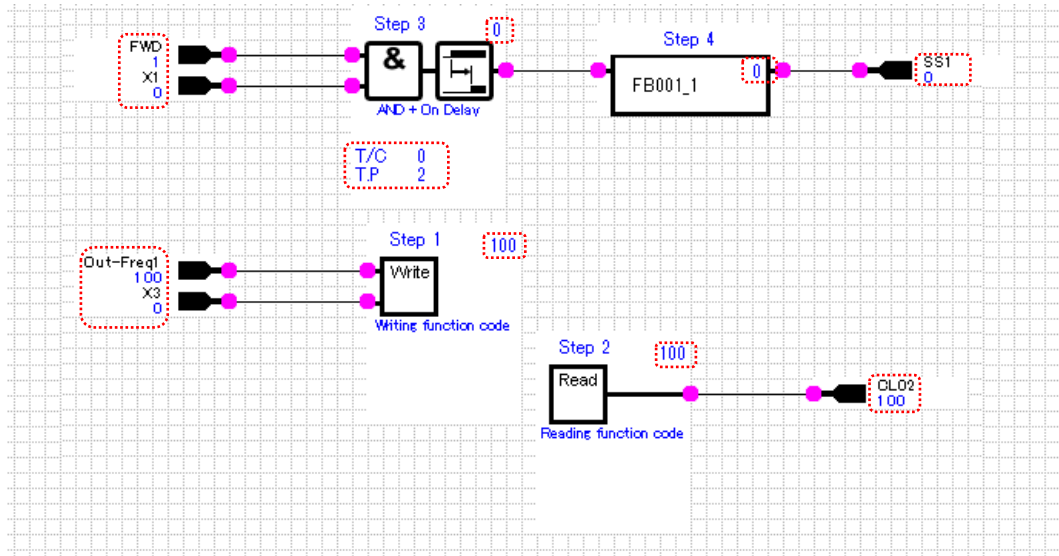 Step 3
0
FWD
1
X1
0
&
AND + On Delay
T/C 0
T.P 2
Step 4
FB001_1
0
SS1
0
Step 1
100
Out-Freq1
100
X3
0
Write
Writing function code
Step 2
100
Read
Reading function code
CLO2
100